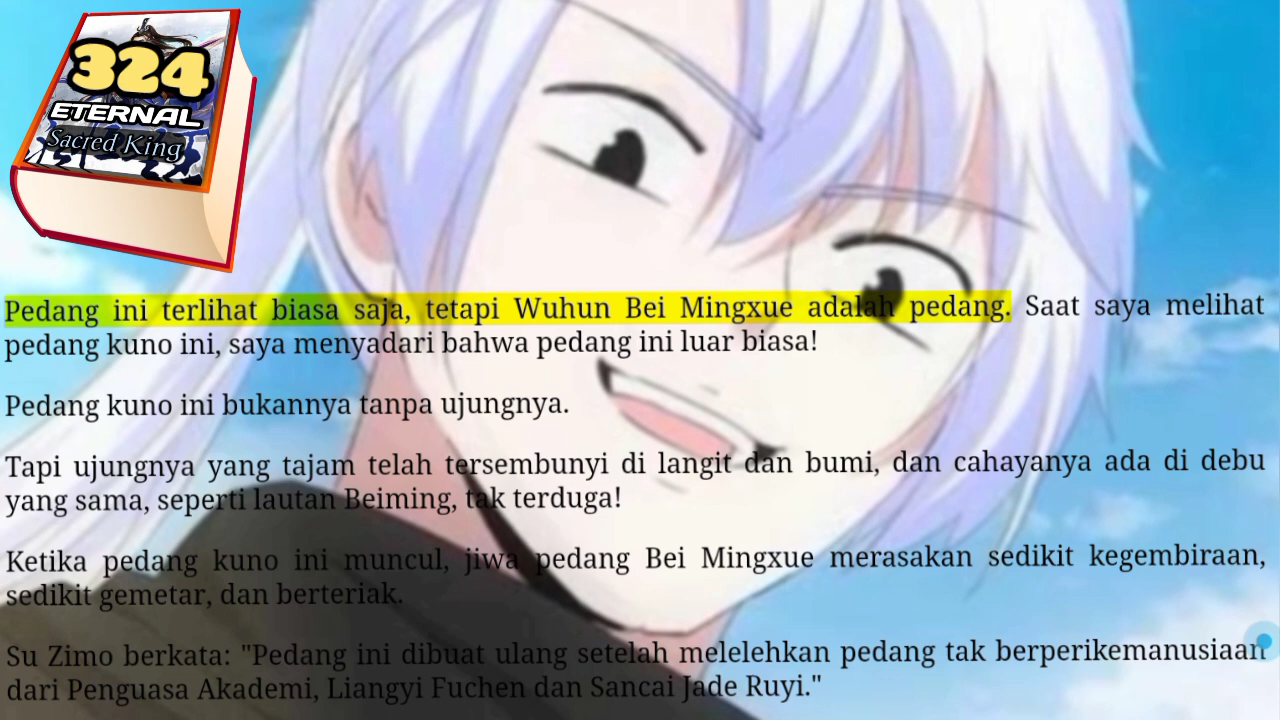 324
ETERNAL
Sacred King
Pedang ini terlihat biasa saja, tetapi Wuhun Bei Mingxue adalah pedang. Saat saya melihat
pedang kuno ini, saya menyadari bahwa pedang ini luar biasa!
Pedang kuno ini bukannya tanpa ujungnya.
Tapi ujungnya yang tajam telah tersembunyi di langit dan bumi, dan cahayanya ada di debu
yang sama, seperti lautan Beiming, tak terduga!
Ketika pedang kuno ini muncul, jiwa pedang Bei Mingxue merasakan sedikit kegembiraan,
sedikit gemetar, dan berteriak.
Su Zimo berkata: "Pedang ini dibuat ulang setelah melelehkan pedang tak berperikemanusiaan
dari Penguasa Akademi, Liangyi Fuchen dan Sancai Jade Ruyi."